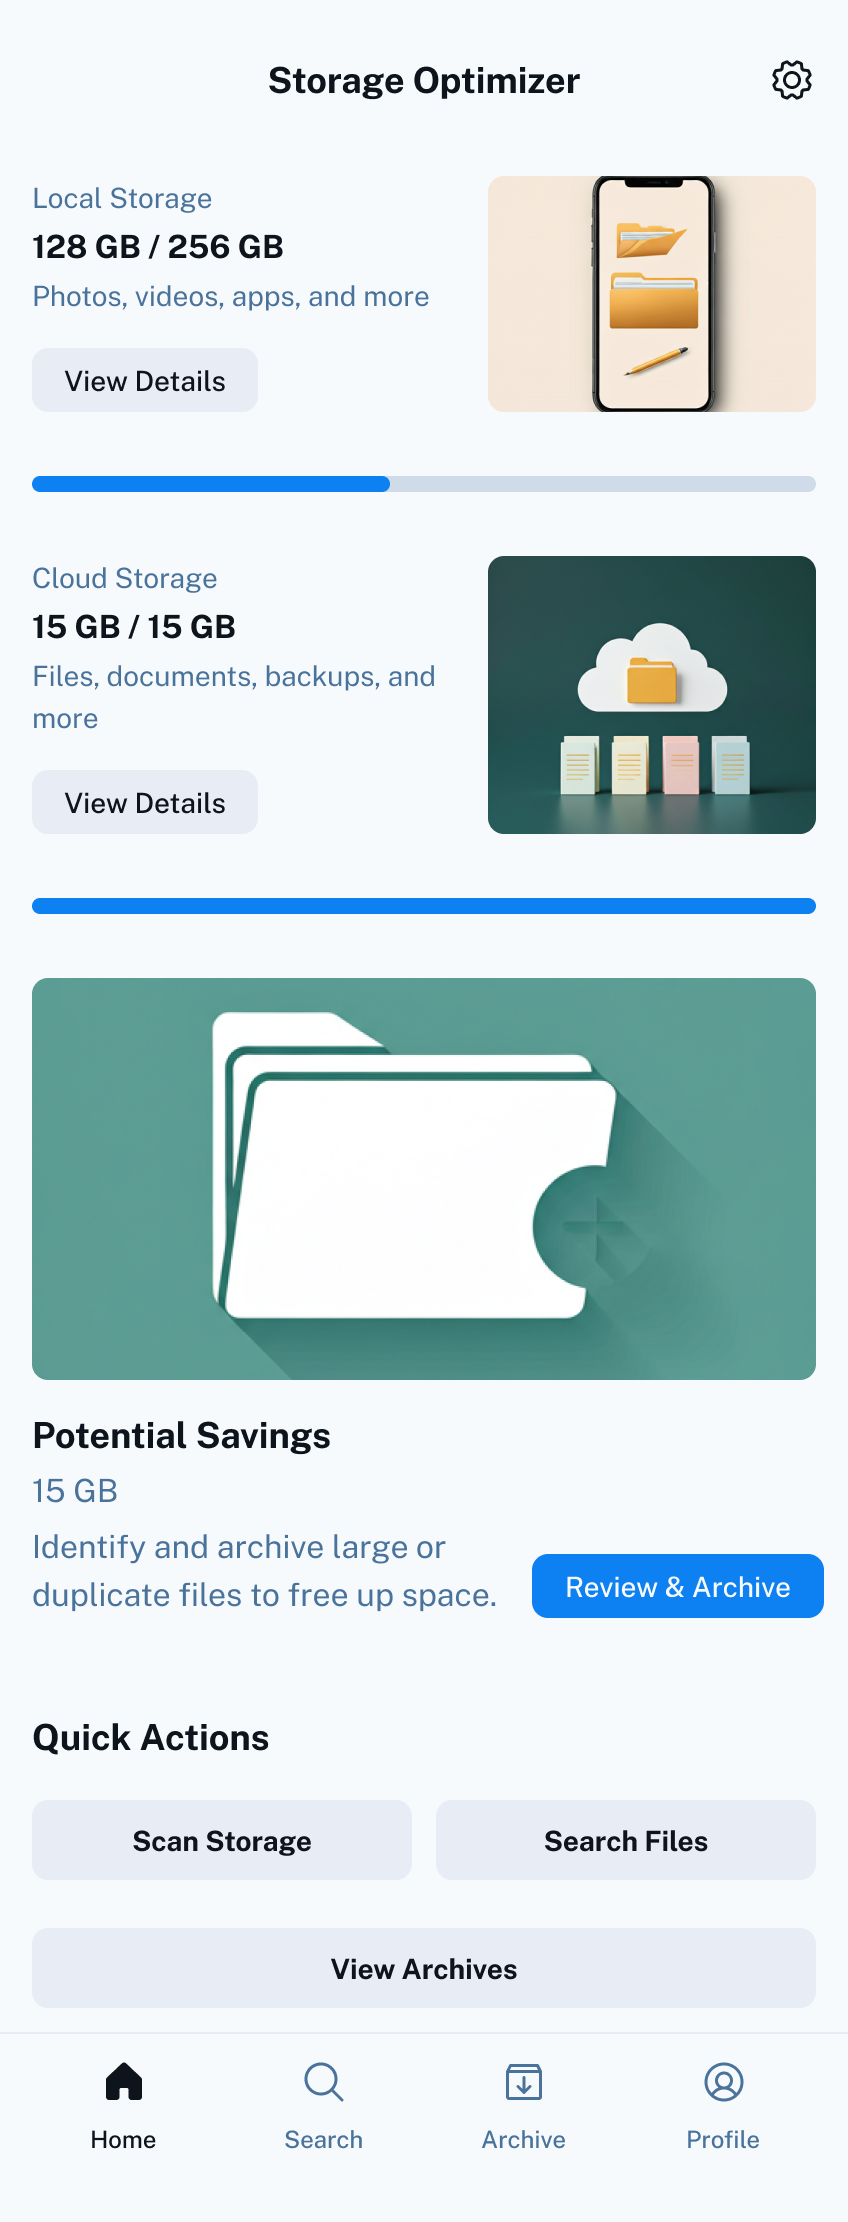 Storage Optimizer
Local Storage
128 GB / 256 GB
Photos, videos, apps, and more
View Details
Cloud Storage
15 GB / 15 GB
Files, documents, backups, and
more
View Details
Potential Savings
15 GB
Identify and archive large or
duplicate files to free up space.
Review & Archive
Quick Actions
Scan Storage
Search Files
View Archives
Home
Search
Archive
Profile